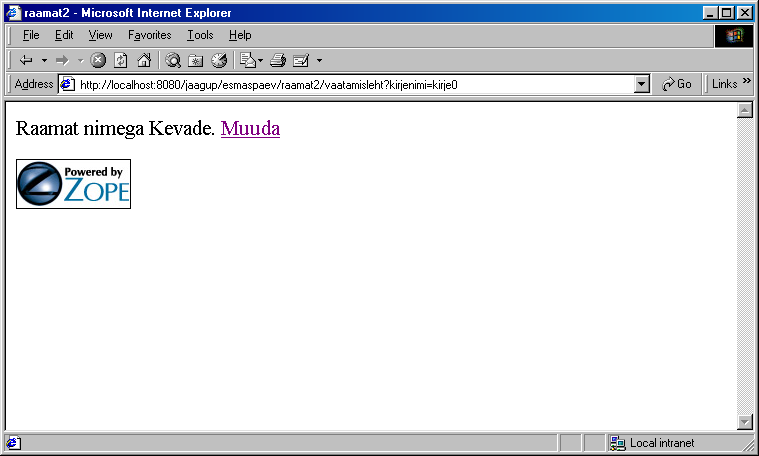 raamat2 - Microsoft Internet Explorer
File Edit View Favorites Tools Help
Address http://localhost:8080/jaagup/esmaspaev/raamat2/vaatamisleht?kirjenimi=kirje0 Go Links »
Raamat nimega Kevade. Muuda
Powered by
ZOPE
Local intranet